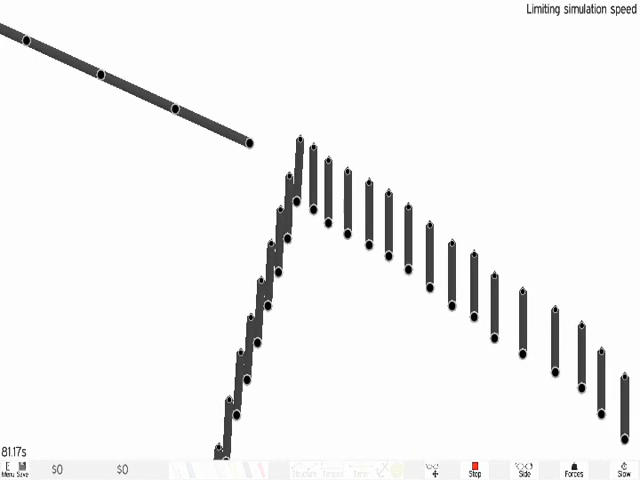 Limiting simulation speed
81.17s
Menu Save $0 $0 Stop Side Forces Slow